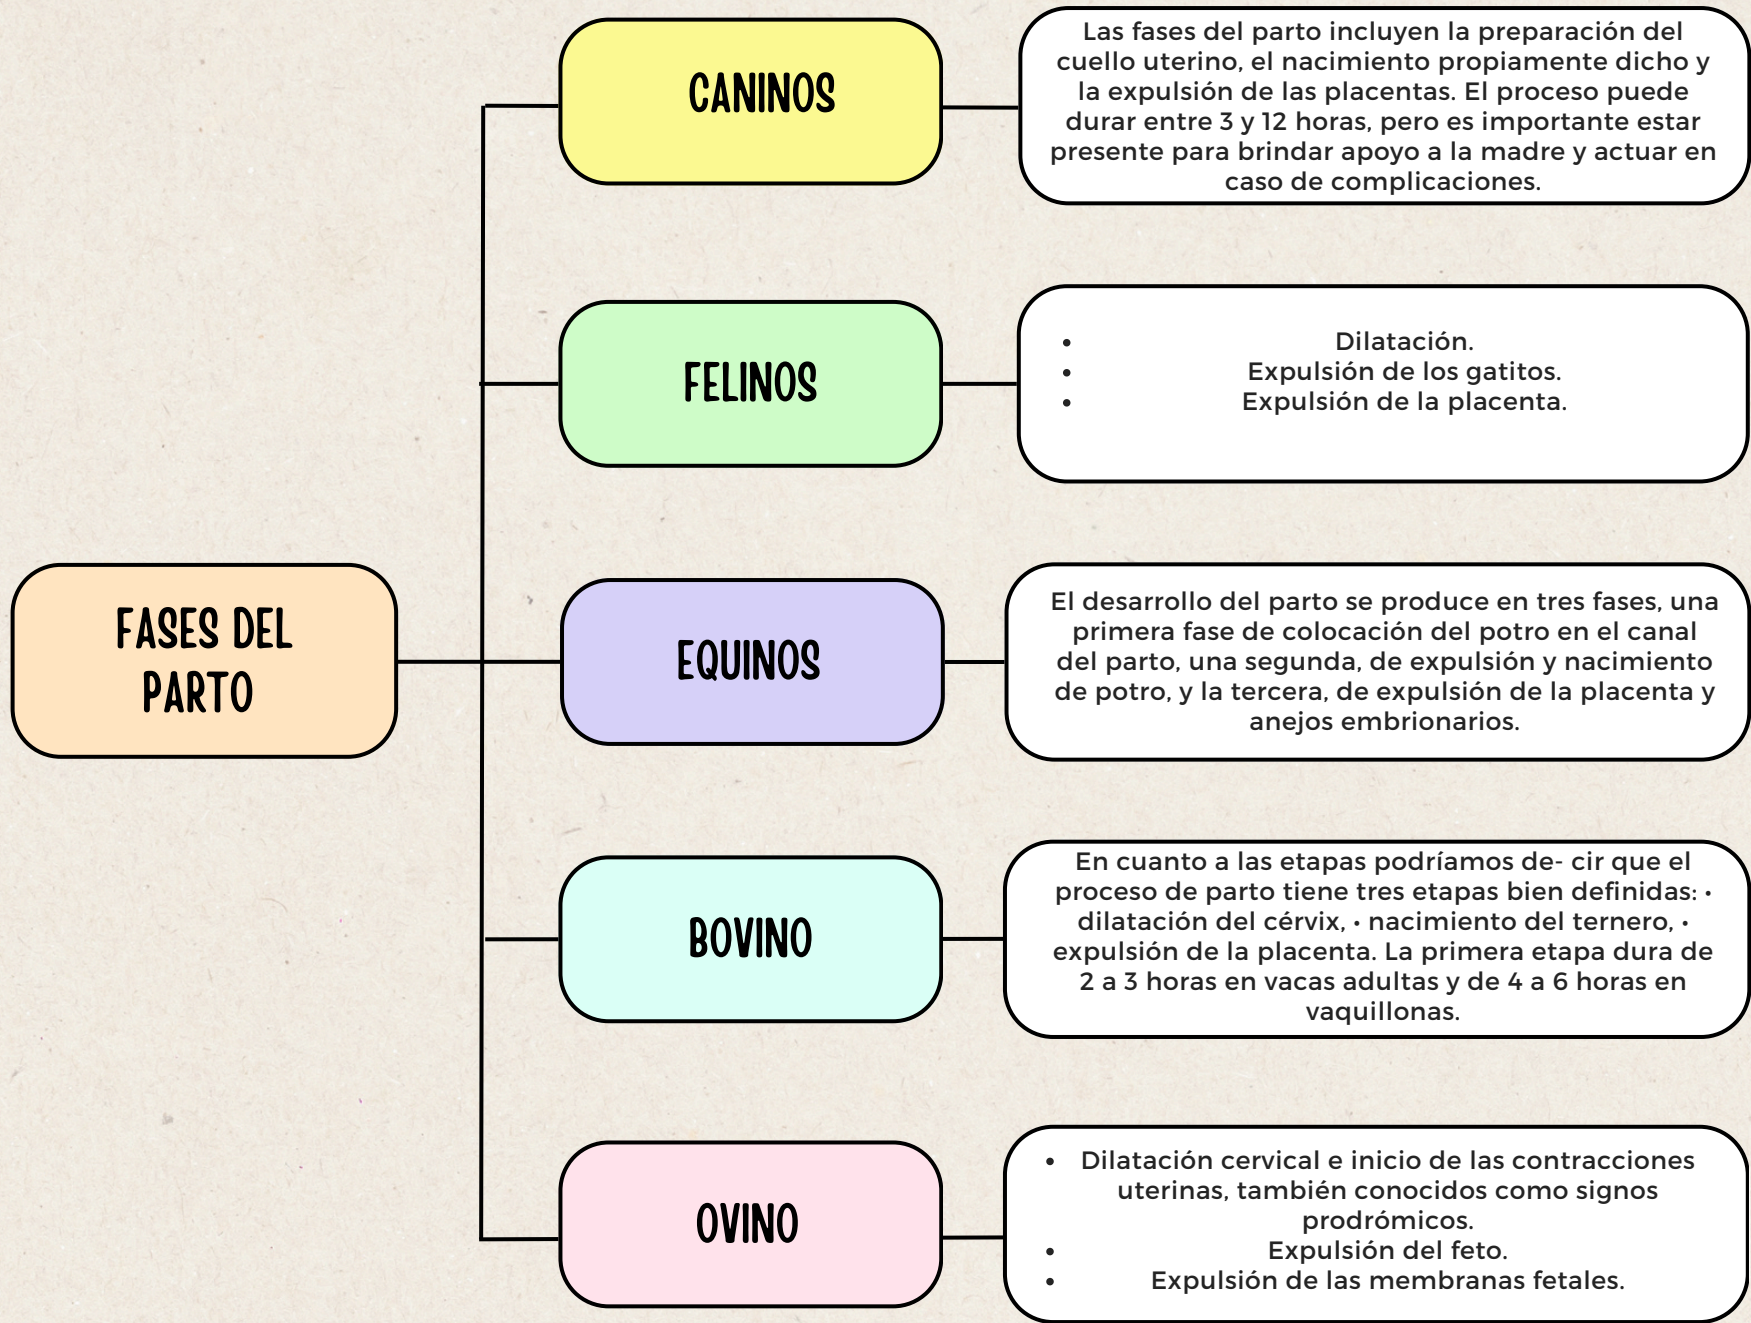 CANINOS
Las fases del parto incluyen la preparación del
cuello uterino, el nacimiento propiamente dicho y
la expulsión de las placentas. El proceso puede
durar entre 3 y 12 horas, pero es importante estar
presente para brindar apoyo a la madre y actuar en
caso de complicaciones.
FELINOS
• Dilatación.
• Expulsión de los gatitos.
• Expulsión de la placenta.
FASES DEL
PARTO
EQUINOS
El desarrollo del parto se produce en tres fases, una
primera fase de colocación del potro en el canal
del parto, una segunda, de expulsión y nacimiento
de potro, y la tercera, de expulsión de la placenta y
anejos embrionarios.
BOVINO
En cuanto a las etapas podríamos de- cir que el
proceso de parto tiene tres etapas bien definidas: •
dilatación del cérvix, • nacimiento del ternero, •
expulsión de la placenta. La primera etapa dura de
2 a 3 horas en vacas adultas y de 4 a 6 horas en
vaquillonas.
OVINO
• Dilatación cervical e inicio de las contracciones
uterinas, también conocidos como signos
prodrómicos.
• Expulsión del feto.
• Expulsión de las membranas fetales.